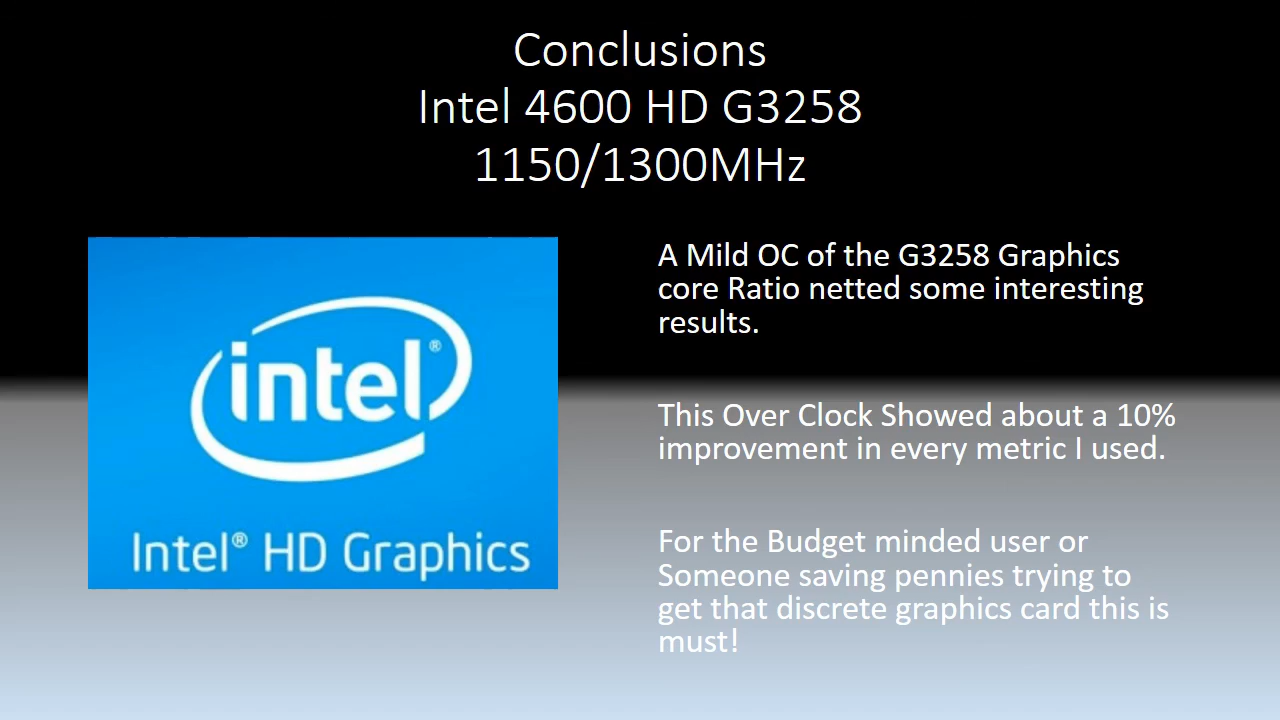 Conclusions
Intel 4600 HD G3258
1150/1300MHz
intel®
Intel® HD Graphics
A Mild OC of the G3258 Graphics
core Ratio netted some interesting
results.
This Over Clock Showed about a 10%
improvement in every metric I used.
For the Budget minded user or
Someone saving pennies trying to
get that discrete graphics card this is
must!